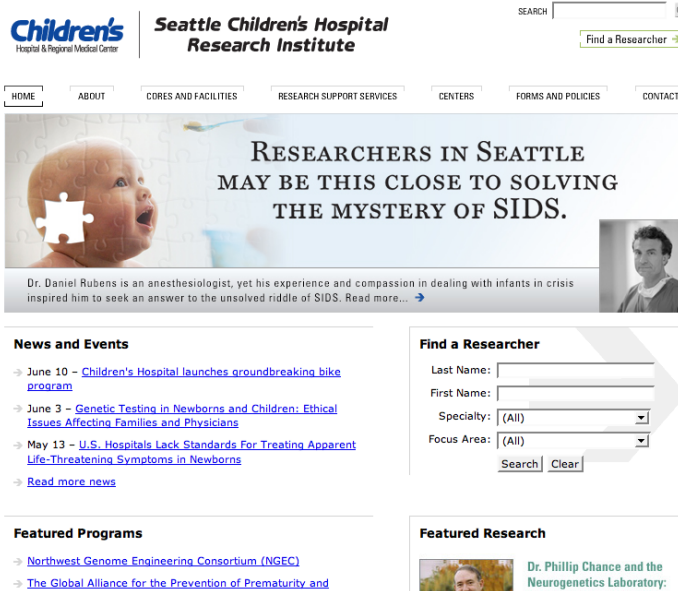 Children's
Hospital & Regional Medical Center
Seattle Children's Hospital
Research Institute
SEARCH
Find a Researcher
HOME
ABOUT
CORES AND FACILITIES
RESEARCH SUPPORT SERVICES
CENTERS
FORMS AND POLICIES
CONTACT
RESEARCHERS IN SEATTLE
MAY BE THIS CLOSE TO SOLVING
THE MYSTERY OF SIDS.
Dr. Daniel Rubens is an anesthesiologist, yet his experience and compassion in dealing with infants in crisis
inspired him to seek an answer to the unsolved riddle of SIDS. Read more...
News and Events
June 10 – Children's Hospital launches groundbreaking bike
program
June 3 – Genetic Testing in Newborns and Children: Ethical
Issues Affecting Families and Physicians
May 13 – U.S. Hospitals Lack Standards For Treating Apparent
Life-Threatening Symptoms in Newborns
Read more news
Find a Researcher
Last Name:
First Name:
Specialty: (All)
Focus Area: (All)
Search Clear
Featured Programs
Northwest Genome Engineering Consortium (NGEC)
The Global Alliance for the Prevention of Prematurity and
Featured Research
Dr. Phillip Chance and the
Neurogenetics Laboratory: